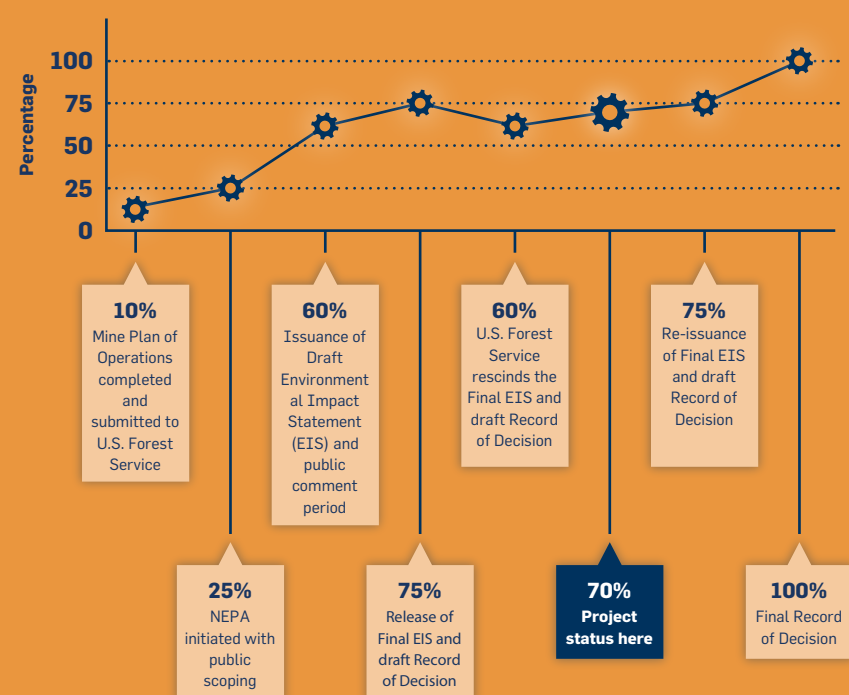 Percentage
100
75
50
25
0
10%
Mine Plan of
Operations
completed
and
submitted to
U.S. Forest
Service
60%
Issuance of
Draft
Environment
al Impact
Statement
(EIS) and
public
comment
period
60%
U.S. Forest
Service
rescinds the
Final EIS and
draft Record
of Decision
75%
Re-issuance
of Final EIS
and draft
Record of
Decision
25%
NEPA
initiated with
public
scoping
75%
Release of
Final EIS and
draft Record
of Decision
70%
Project
status here
100%
Final Record
of Decision